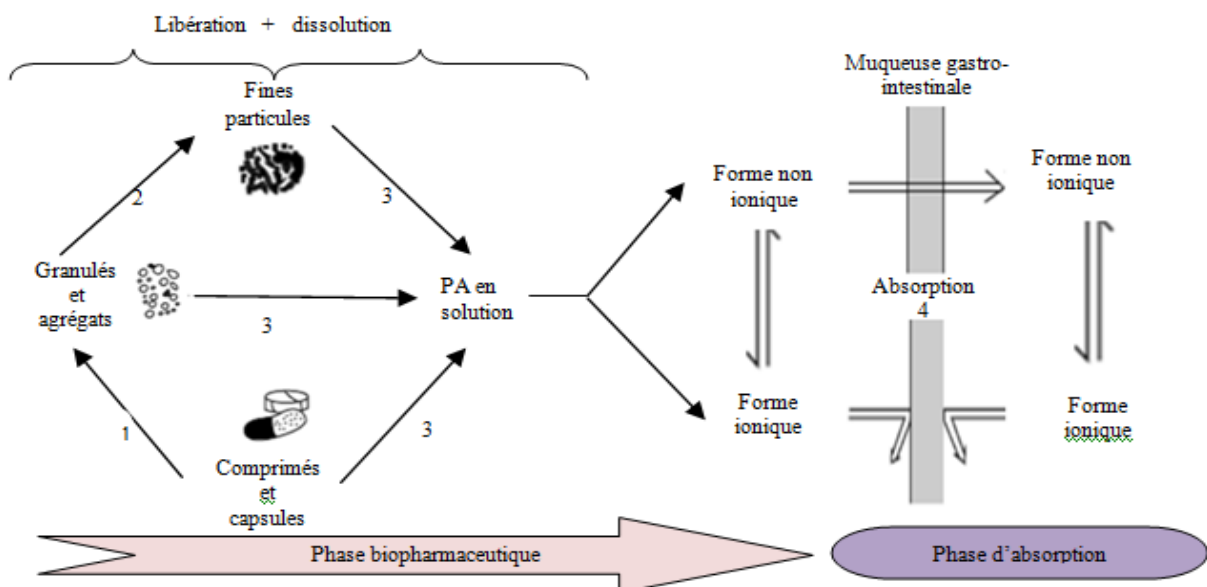 Libération + dissolution
Fines
particules
2
3
Granulés
et
agrégats
3
PA en
solution
1
3
Comprimés
et
capsules
Muqueuse gastro-
intestinale
Forme non
ionique
Forme non
ionique
Absorption
4
Forme
ionique
Forme
ionique
Phase biopharmaceutique
Phase d’absorption